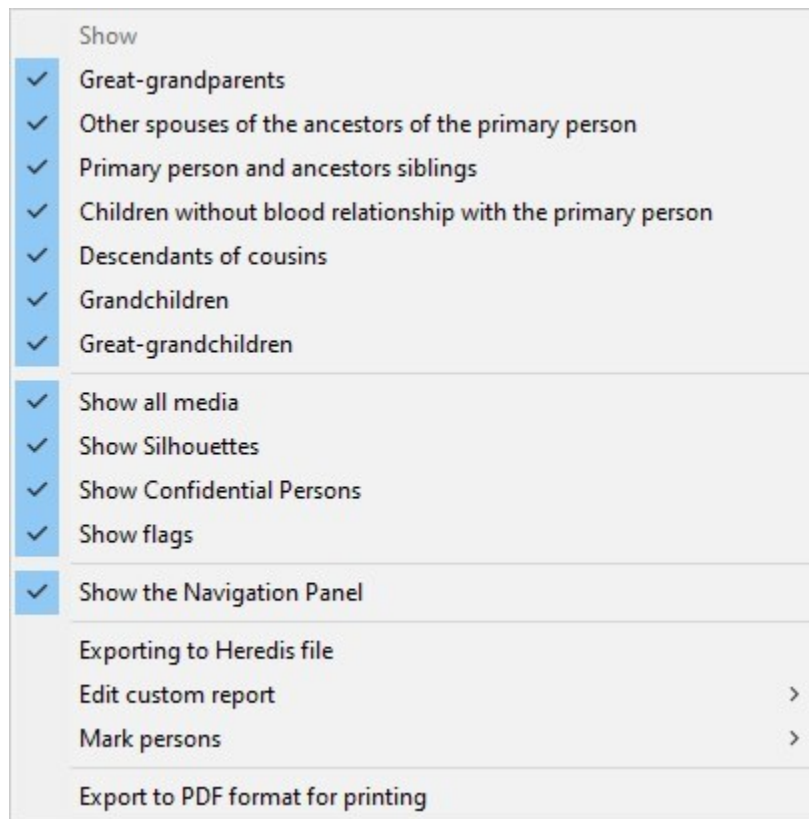 Show
Great-grandparents
Other spouses of the ancestors of the primary person
Primary person and ancestors siblings
Children without blood relationship with the primary person
Descendants of cousins
Grandchildren
Great-grandchildren
Show all media
Show Silhouettes
Show Confidential Persons
Show flags
Show the Navigation Panel
Exporting to Heredis file
Edit custom report
Mark persons
Export to PDF format for printing